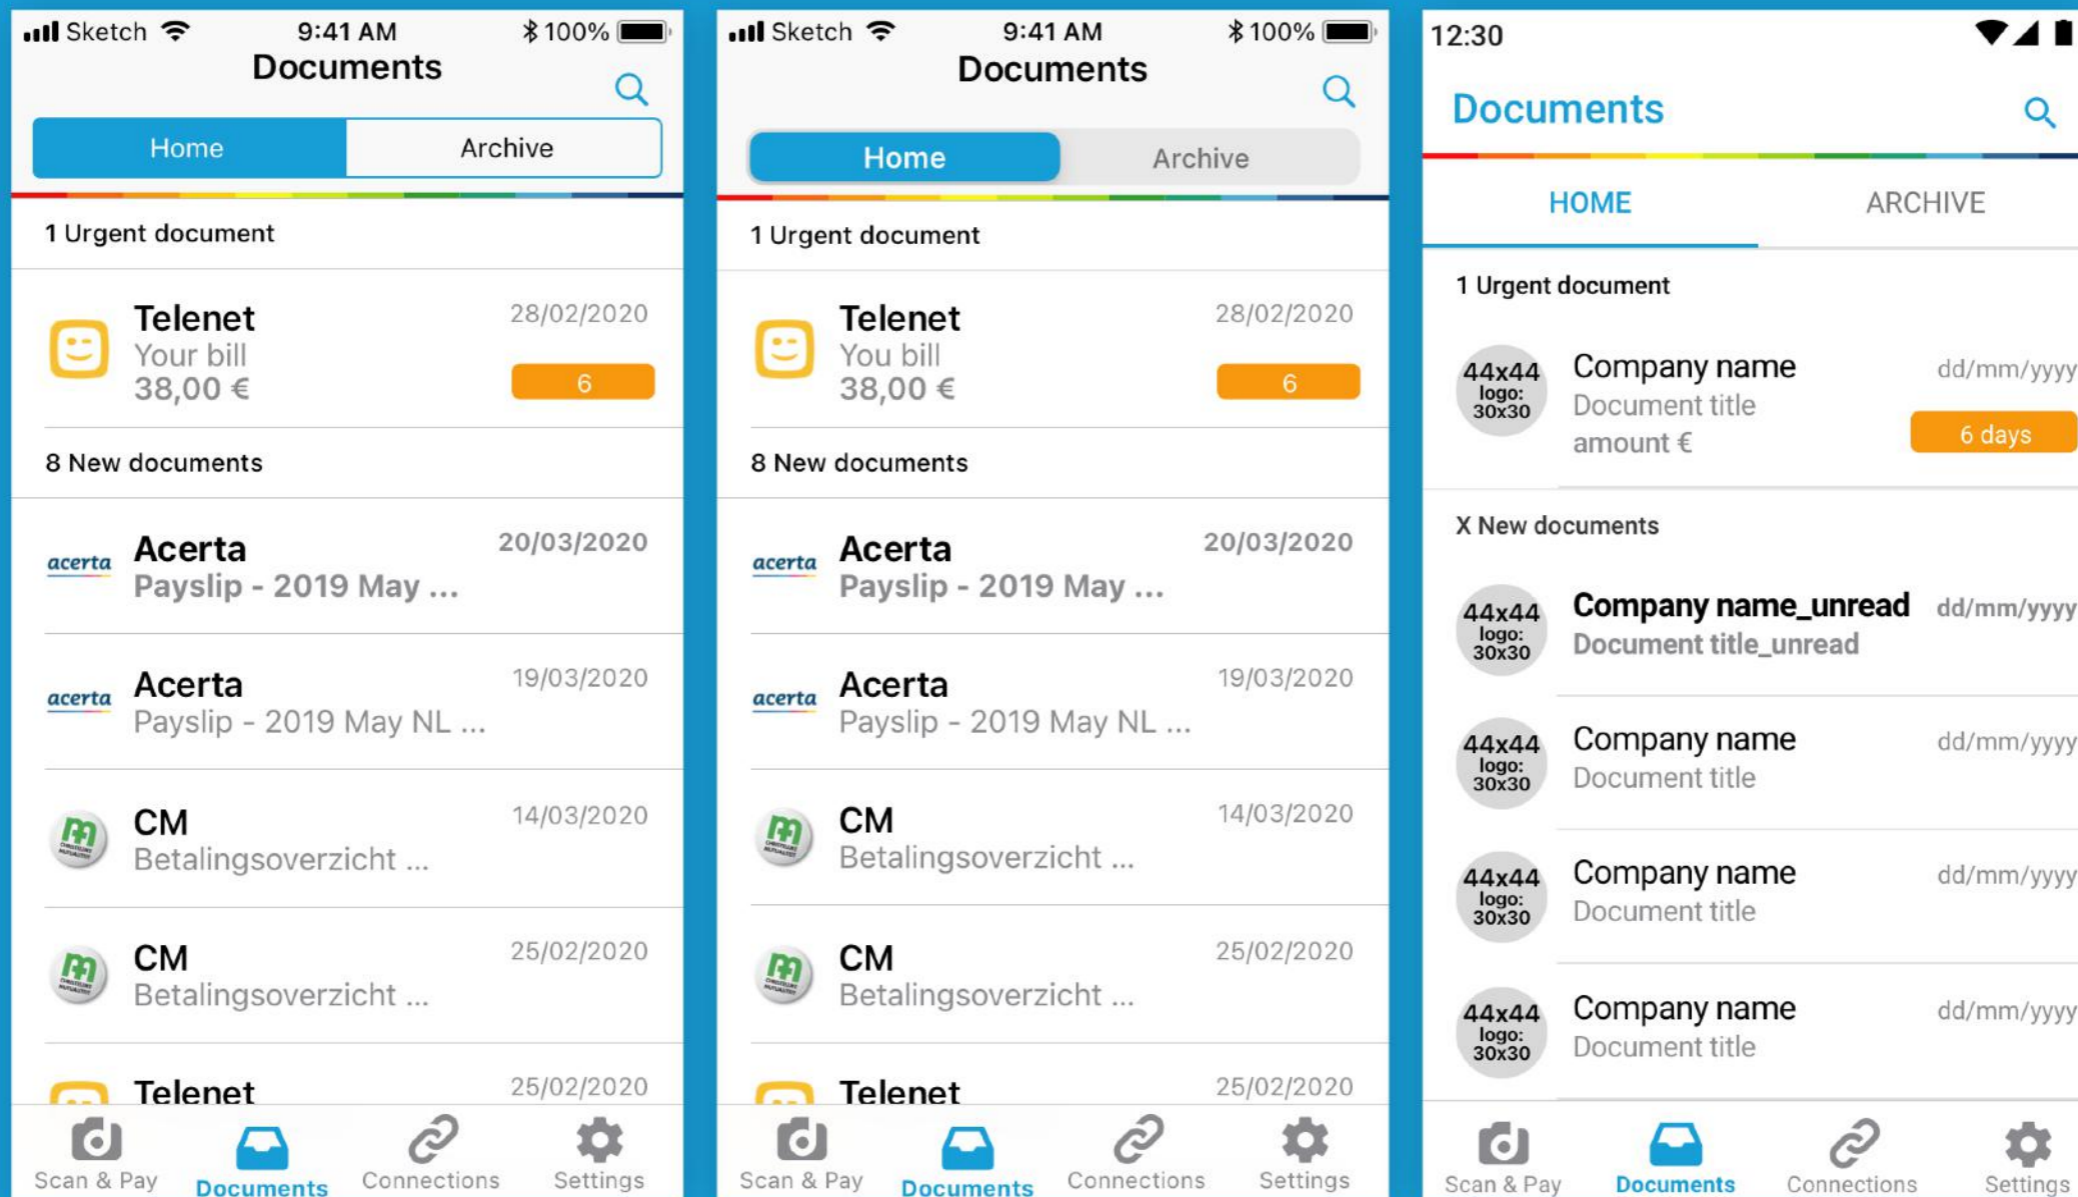 Sketch 9:41 AM 100%
Documents
Home Archive
1 Urgent document
Telenet 28/02/2020
Your bill
38,00 € 6
8 New documents
acerta Acerta 20/03/2020
Payslip - 2019 May ...
acerta Acerta 19/03/2020
Payslip - 2019 May NL ...
CM 14/03/2020
Betalingsoverzicht ...
CM 25/02/2020
Betalingsoverzicht ...
Telenet 25/02/2020
Scan & Pay Documents Connections Settings
Sketch 9:41 AM 100%
Documents
Home Archive
1 Urgent document
Telenet 28/02/2020
You bill
38,00 € 6
8 New documents
acerta Acerta 20/03/2020
Payslip - 2019 May ...
acerta Acerta 19/03/2020
Payslip - 2019 May NL ...
CM 14/03/2020
Betalingsoverzicht ...
CM 25/02/2020
Betalingsoverzicht ...
Telenet 25/02/2020
Scan & Pay Documents Connections Settings
12:30
Documents
HOME ARCHIVE
1 Urgent document
44x44
logo:
30x30
Company name dd/mm/yyyy
Document title
amount € 6 days
X New documents
44x44
logo:
30x30
Company name_unread dd/mm/yyyy
Document title_unread
44x44
logo:
30x30
Company name dd/mm/yyyy
Document title
44x44
logo:
30x30
Company name dd/mm/yyyy
Document title
44x44
logo:
30x30
Company name dd/mm/yyyy
Document title
Scan & Pay Documents Connections Settings